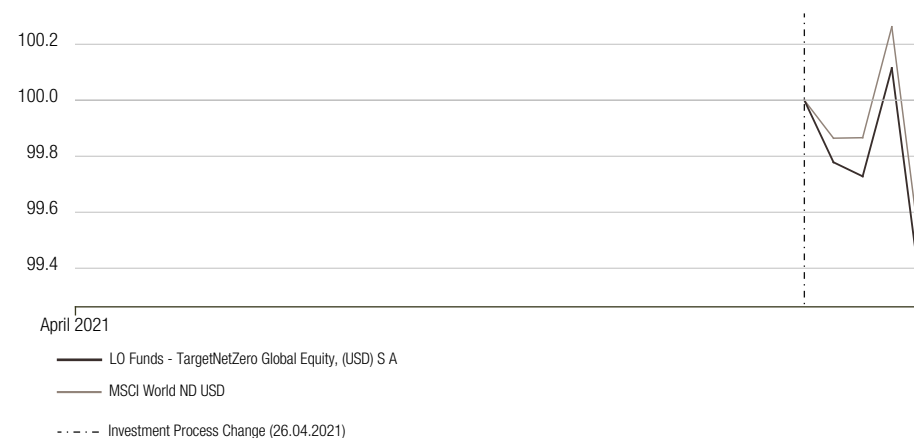 100.2
100.0
99.8
99.6
99.4
April 2021
LO Funds - TargetNetZero Global Equity, (USD) S A
MSCI World ND USD
Investment Process Change (26.04.2021)